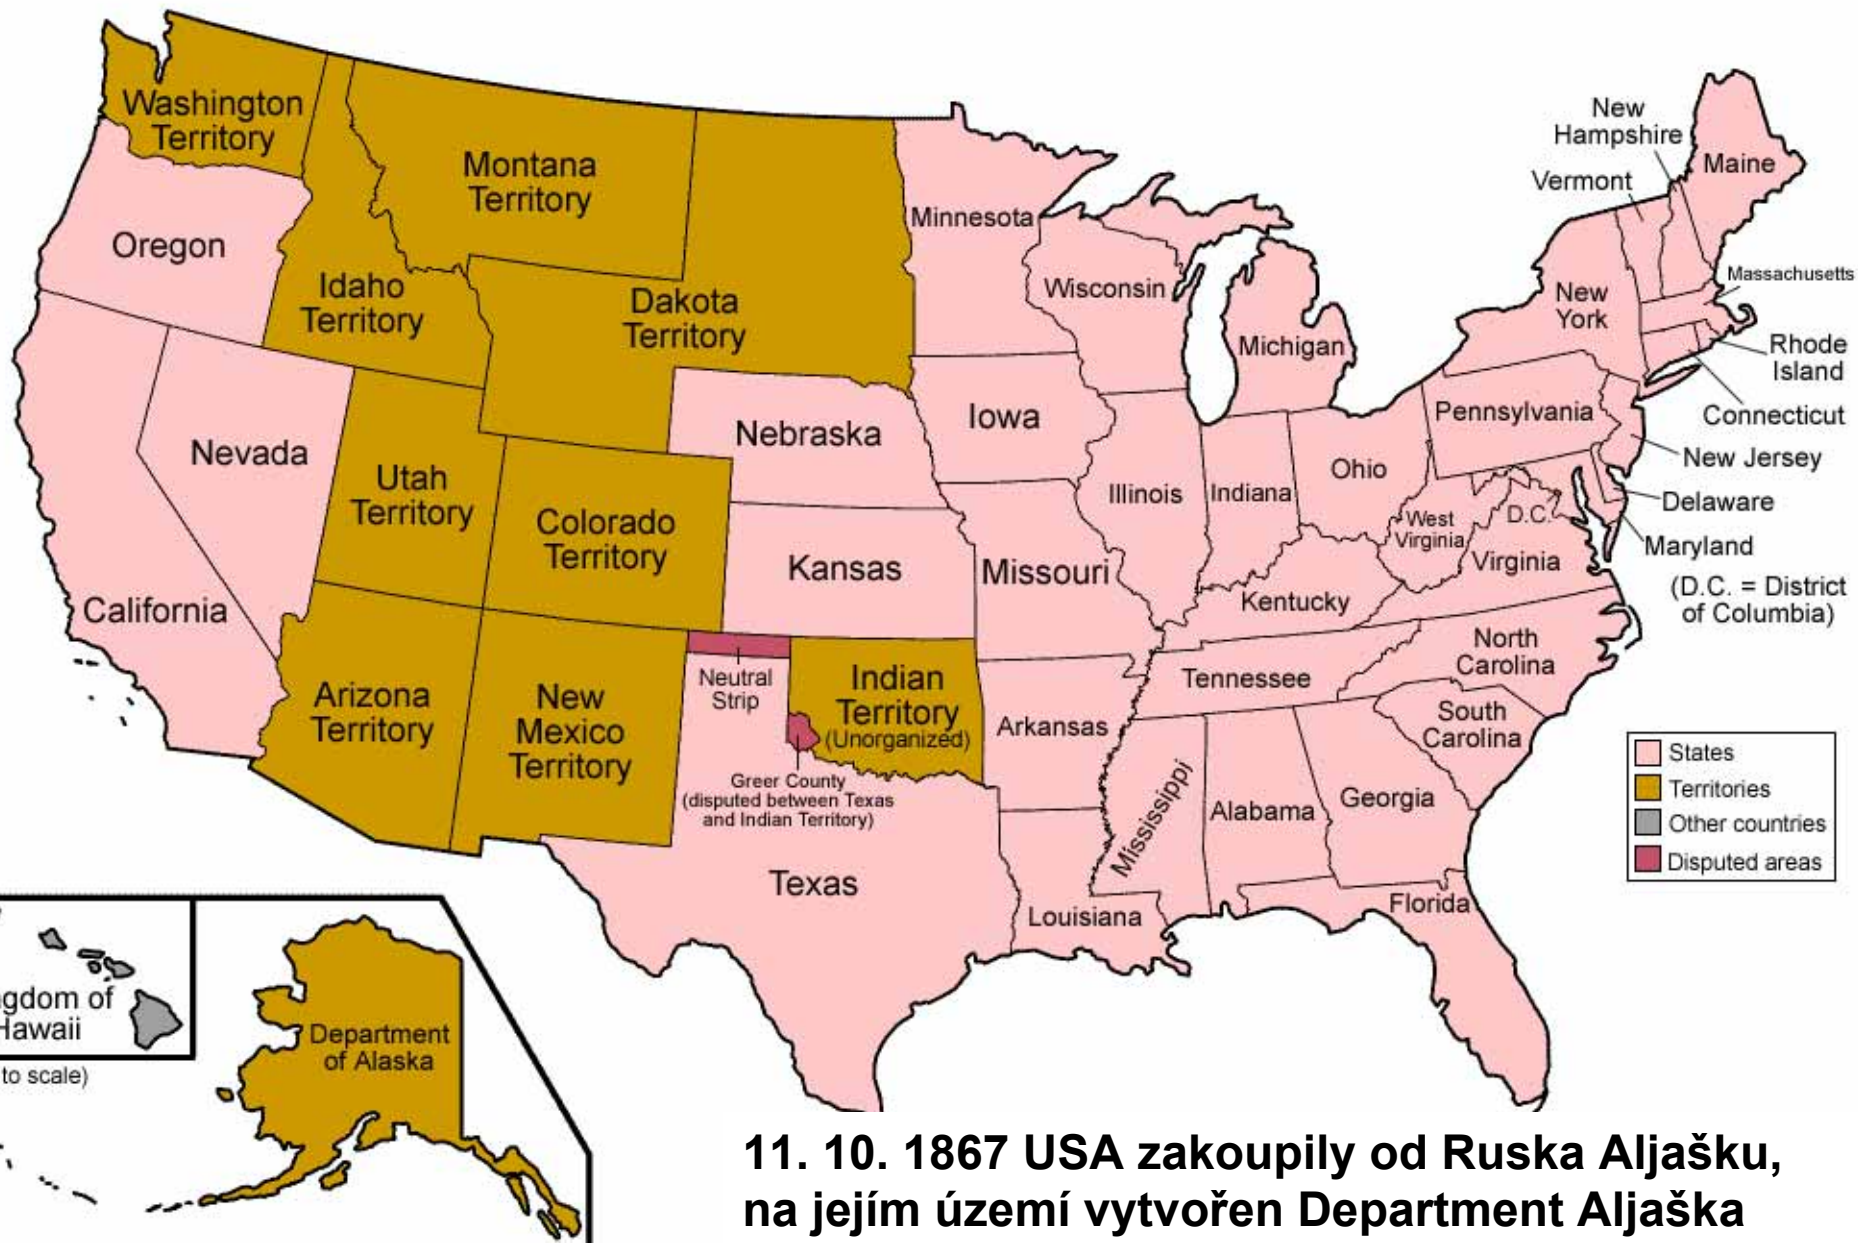 Washington
Territory
Montana
Territory
Oregon
Idaho
Territory
Dakota
Territory
Minnesota
Wisconsin
Michigan
New
Hampshire
Vermont
Maine
Massachusetts
New
York
Rhode
Island
Connecticut
Pennsylvania
New Jersey
Delaware
Maryland
(D.C. = District
of Columbia)
Nevada
Utah
Territory
Colorado
Territory
Nebraska
Iowa
Illinois
Indiana
Ohio
West
Virginia
D.C.
Virginia
California
Kansas
Missouri
Kentucky
Arizona
Territory
New
Mexico
Territory
Neutral
Strip
Indian
Territory
(Unorganized)
Greer County
(disputed between Texas
and Indian Territory)
Arkansas
Tennessee
North
Carolina
South
Carolina
Mississippi
Alabama
Georgia
Texas
Louisiana
Florida
States
Territories
Other countries
Disputed areas
gdom of
Hawaii
to scale)
Department
of Alaska
11. 10. 1867 USA zakoupily od Ruska Aljašku,
na jejím území vytvořen Department Aljaška